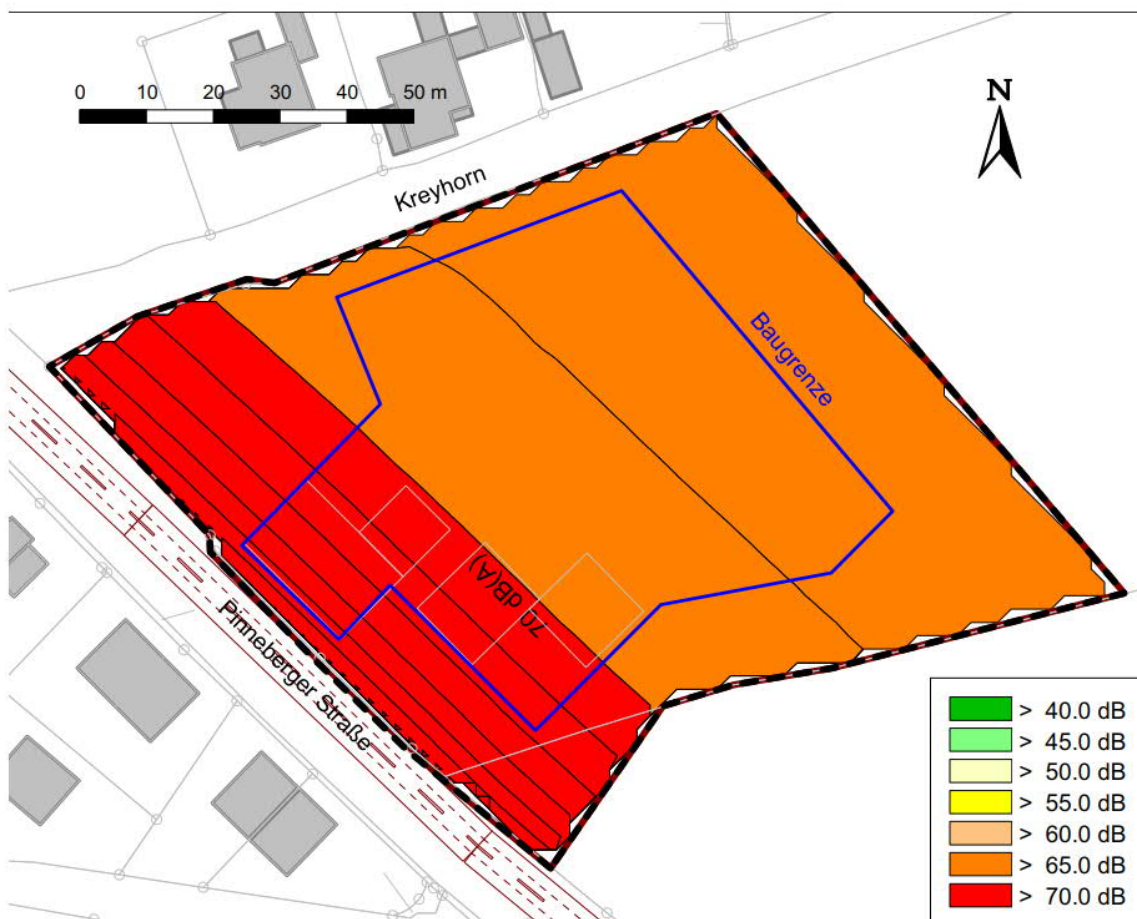 0 10 20 30 40 50 m
N
Kreyhorn
Baugrenze
70 dB(A)
Pinneberger Straße
> 40.0 dB
> 45.0 dB
> 50.0 dB
> 55.0 dB
> 60.0 dB
> 65.0 dB
> 70.0 dB